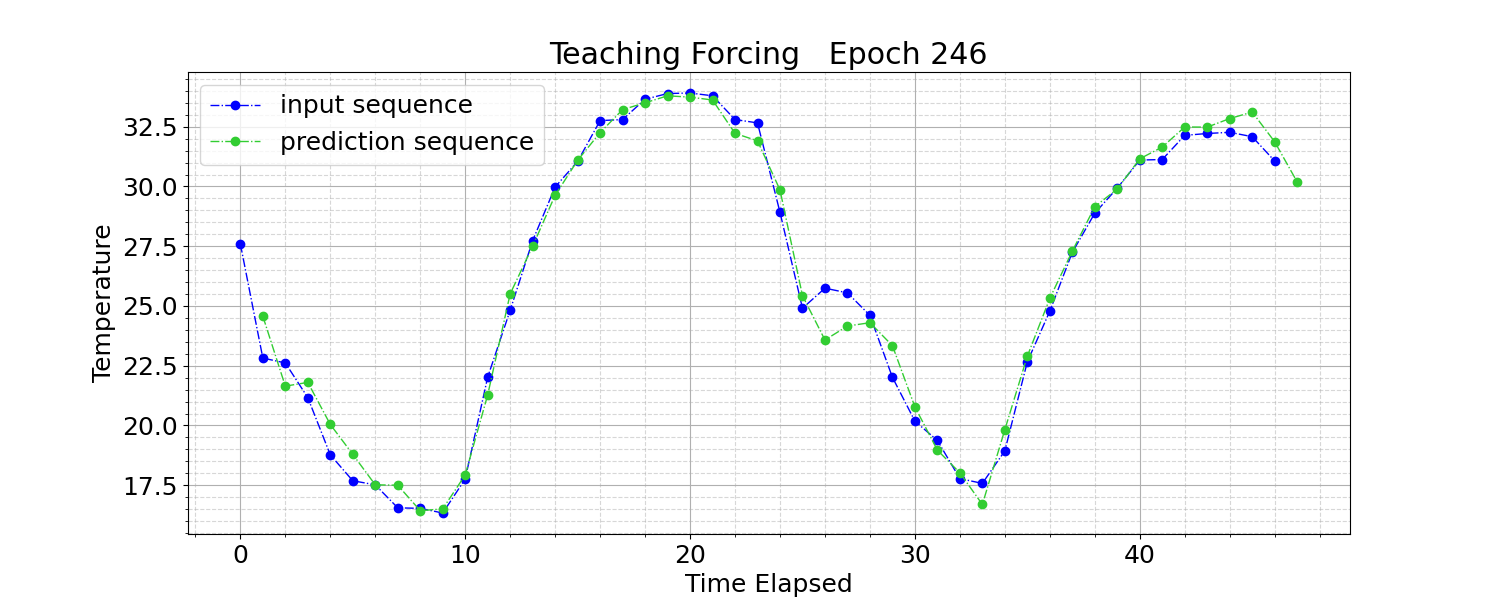 Teaching Forcing   Epoch 246
input sequence
prediction sequence
Temperature
32.5
30.0
27.5
25.0
22.5
20.0
17.5
0 10 20 30 40
Time Elapsed